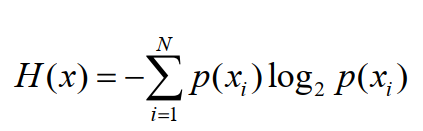 H(x) = -∑_{i=1}^{N} p(x_i) log_2 p(x_i)